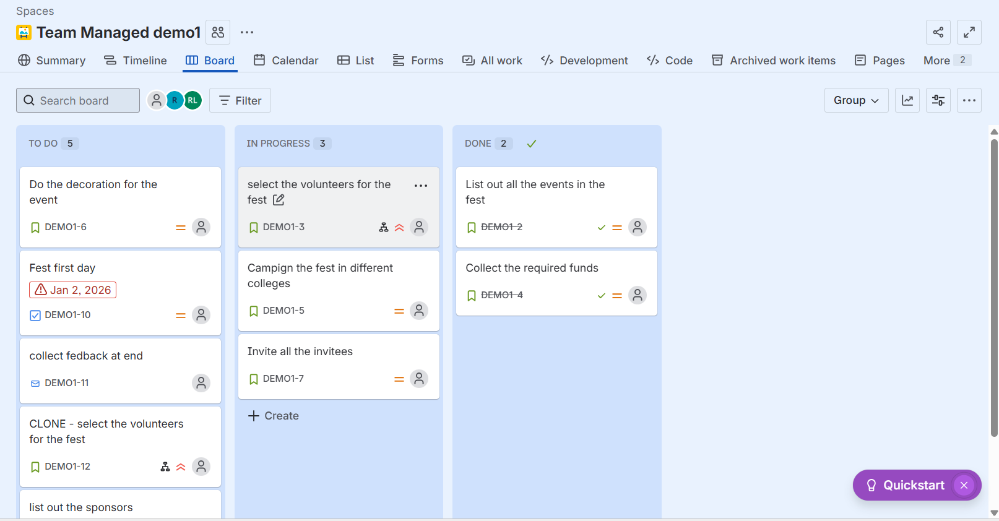 Spaces
Team Managed demo1
Summary Timeline Board Calendar List Forms All work Development Code Archived work items Pages More 2
Search board R RL Filter Group
TO DO 5
Do the decoration for the
event
DEMO1-6
Fest first day
Jan 2, 2026
DEMO1-10
collect fedback at end
DEMO1-11
CLONE - select the volunteers
for the fest
DEMO1-12
list out the sponsors
IN PROGRESS 3
select the volunteers for the
fest
DEMO1-3
Campign the fest in different
colleges
DEMO1-5
Invite all the invitees
DEMO1-7
Create
DONE 2
List out all the events in the
fest
DEMO1-2
Collect the required funds
DEMO1-4
Quickstart